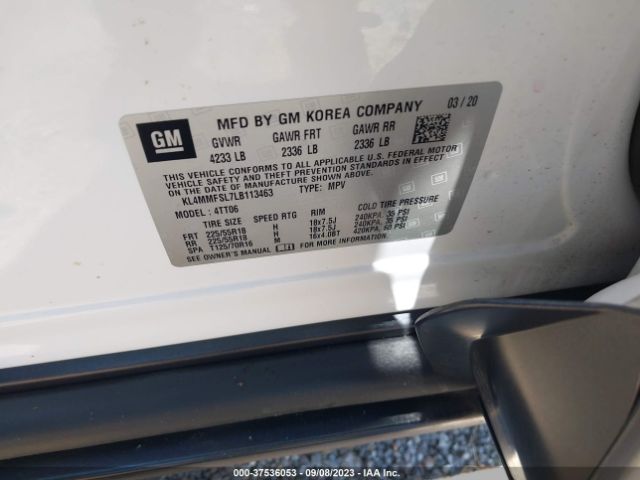 GM
MFD BY GM KOREA COMPANY 03/20
GVWR GAWR FRT GAWR RR
4233 LB 2336 LB 2336 LB
THIS VEHICLE CONFORMS TO ALL APPLICABLE U.S. FEDERAL MOTOR
VEHICLE SAFETY AND THEFT PREVENTION STANDARDS IN EFFECT
ON THE DATE OF MANUFACTURE SHOWN ABOVE.
KL4MMFSL7LB113463 TYPE: MPV
MODEL: 4TT06
TIRE SIZE SPEED RTG RIM COLD TIRE PRESSURE
FRT 225/55R18 H 18x7.5J 240KPA, 35 PSI
RR 225/55R18 H 18x7.5J 240KPA, 35 PSI
SPA T125/70R16 M 16x4.0BT 420KPA, 60 PSI
SEE OWNER'S MANUAL
000-37536053 - 09/08/2023 - IAA Inc.